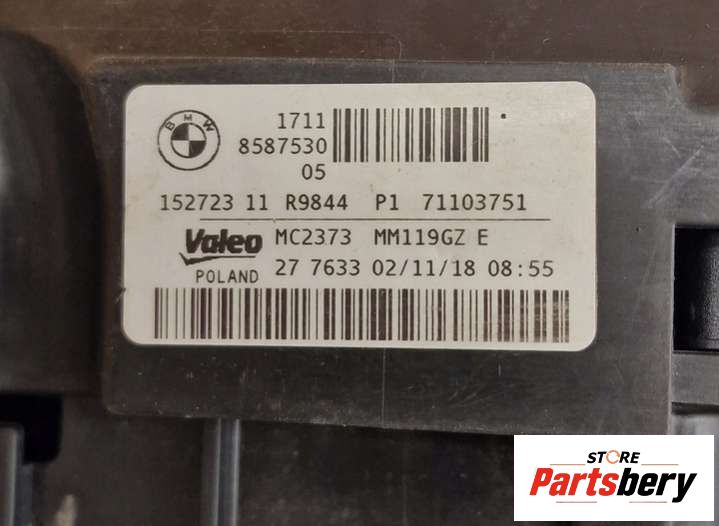 BMW
1711
8587530
05
152723 11 R9844 P1 71103751
Valeo MC2373 MM119GZ E
POLAND 27 7633 02/11/18 08:55
STORE
Partsbery